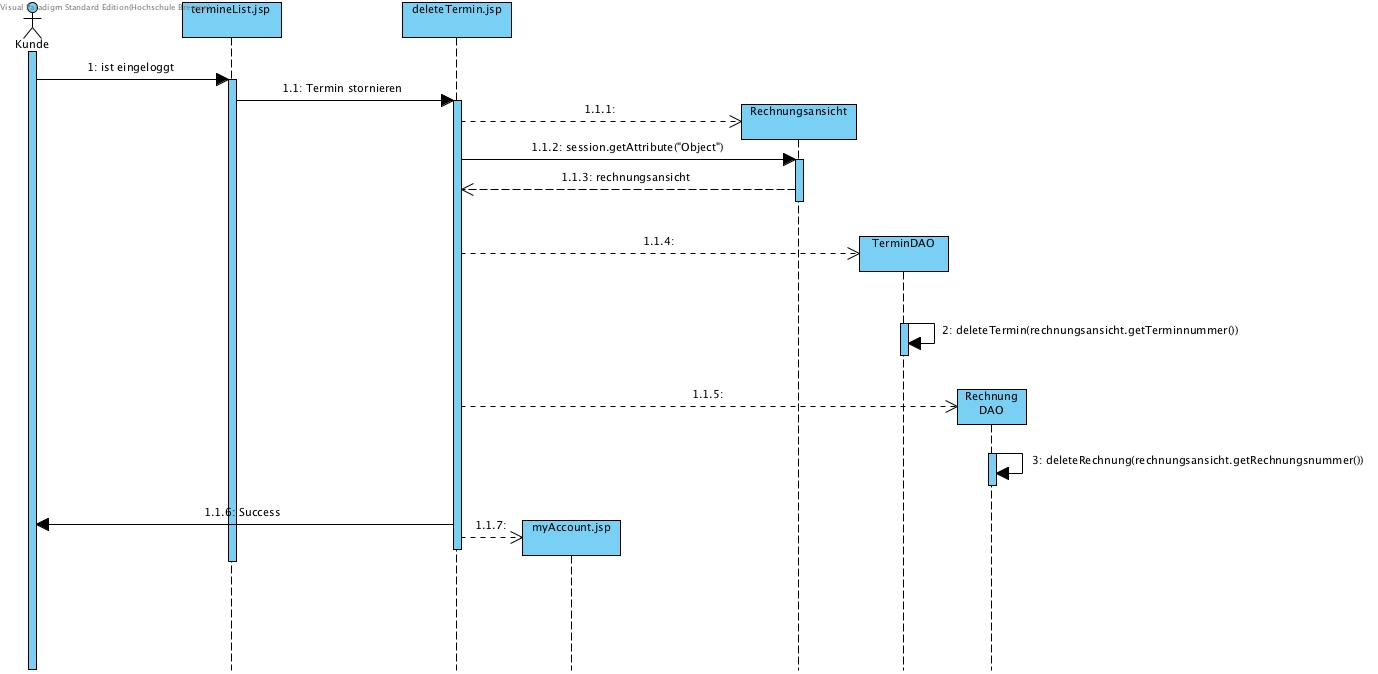 Visual Paradigm Standard Edition(Hochschule
termineList.jsp
deleteTermin.jsp
Kunde
1: ist eingeloggt
1.1: Termin stornieren
1.1.1:
Rechnungsansicht
1.1.2: session.getAttribute("Object")
1.1.3: rechnungsansicht
1.1.4:
TerminDAO
2: deleteTermin(rechnungsansicht.getTerminnummer())
1.1.5:
Rechnung
DAO
3: deleteRechnung(rechnungsansicht.getRechnungsnummer())
1.1.6: Success
1.1.7:
myAccount.jsp